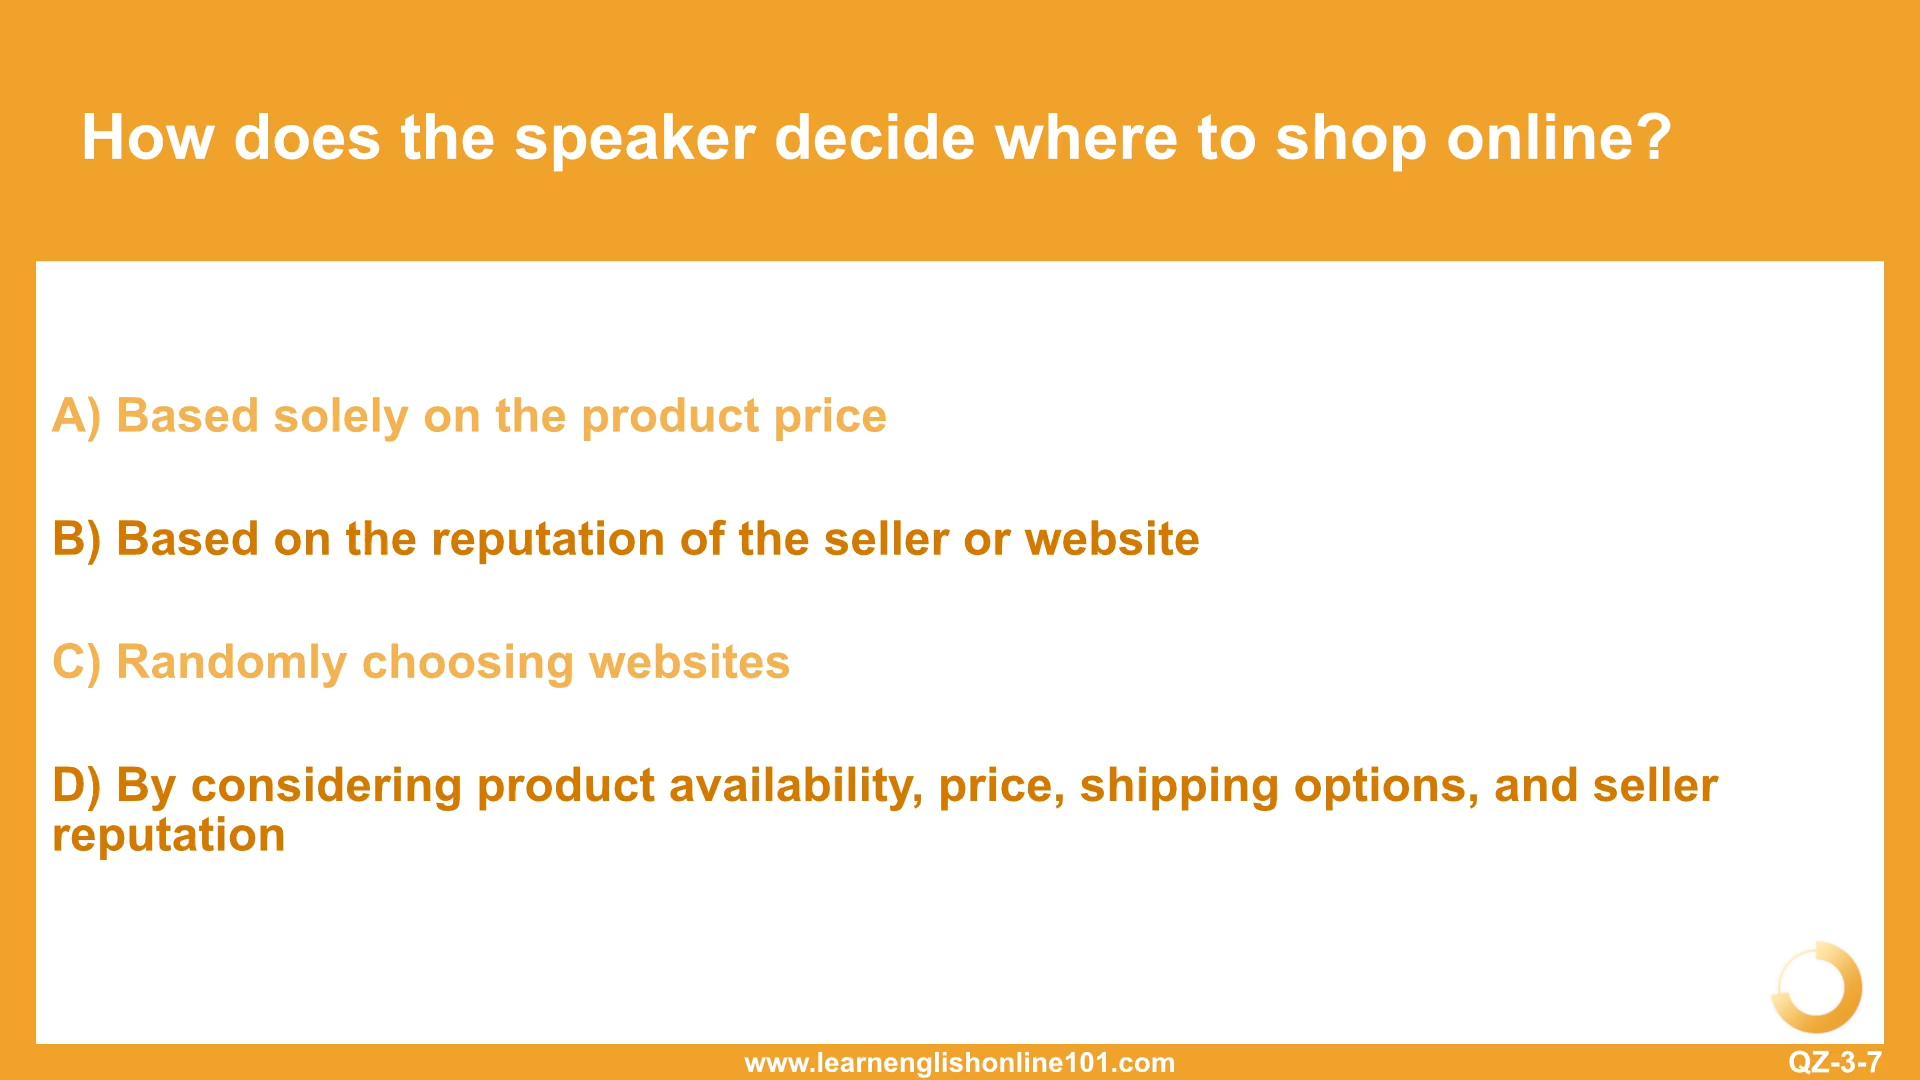 How does the speaker decide where to shop online?
A) Based solely on the product price
B) Based on the reputation of the seller or website
C) Randomly choosing websites
D) By considering product availability, price, shipping options, and seller
reputation
www.learnenglishonline101.com
QZ-3-7